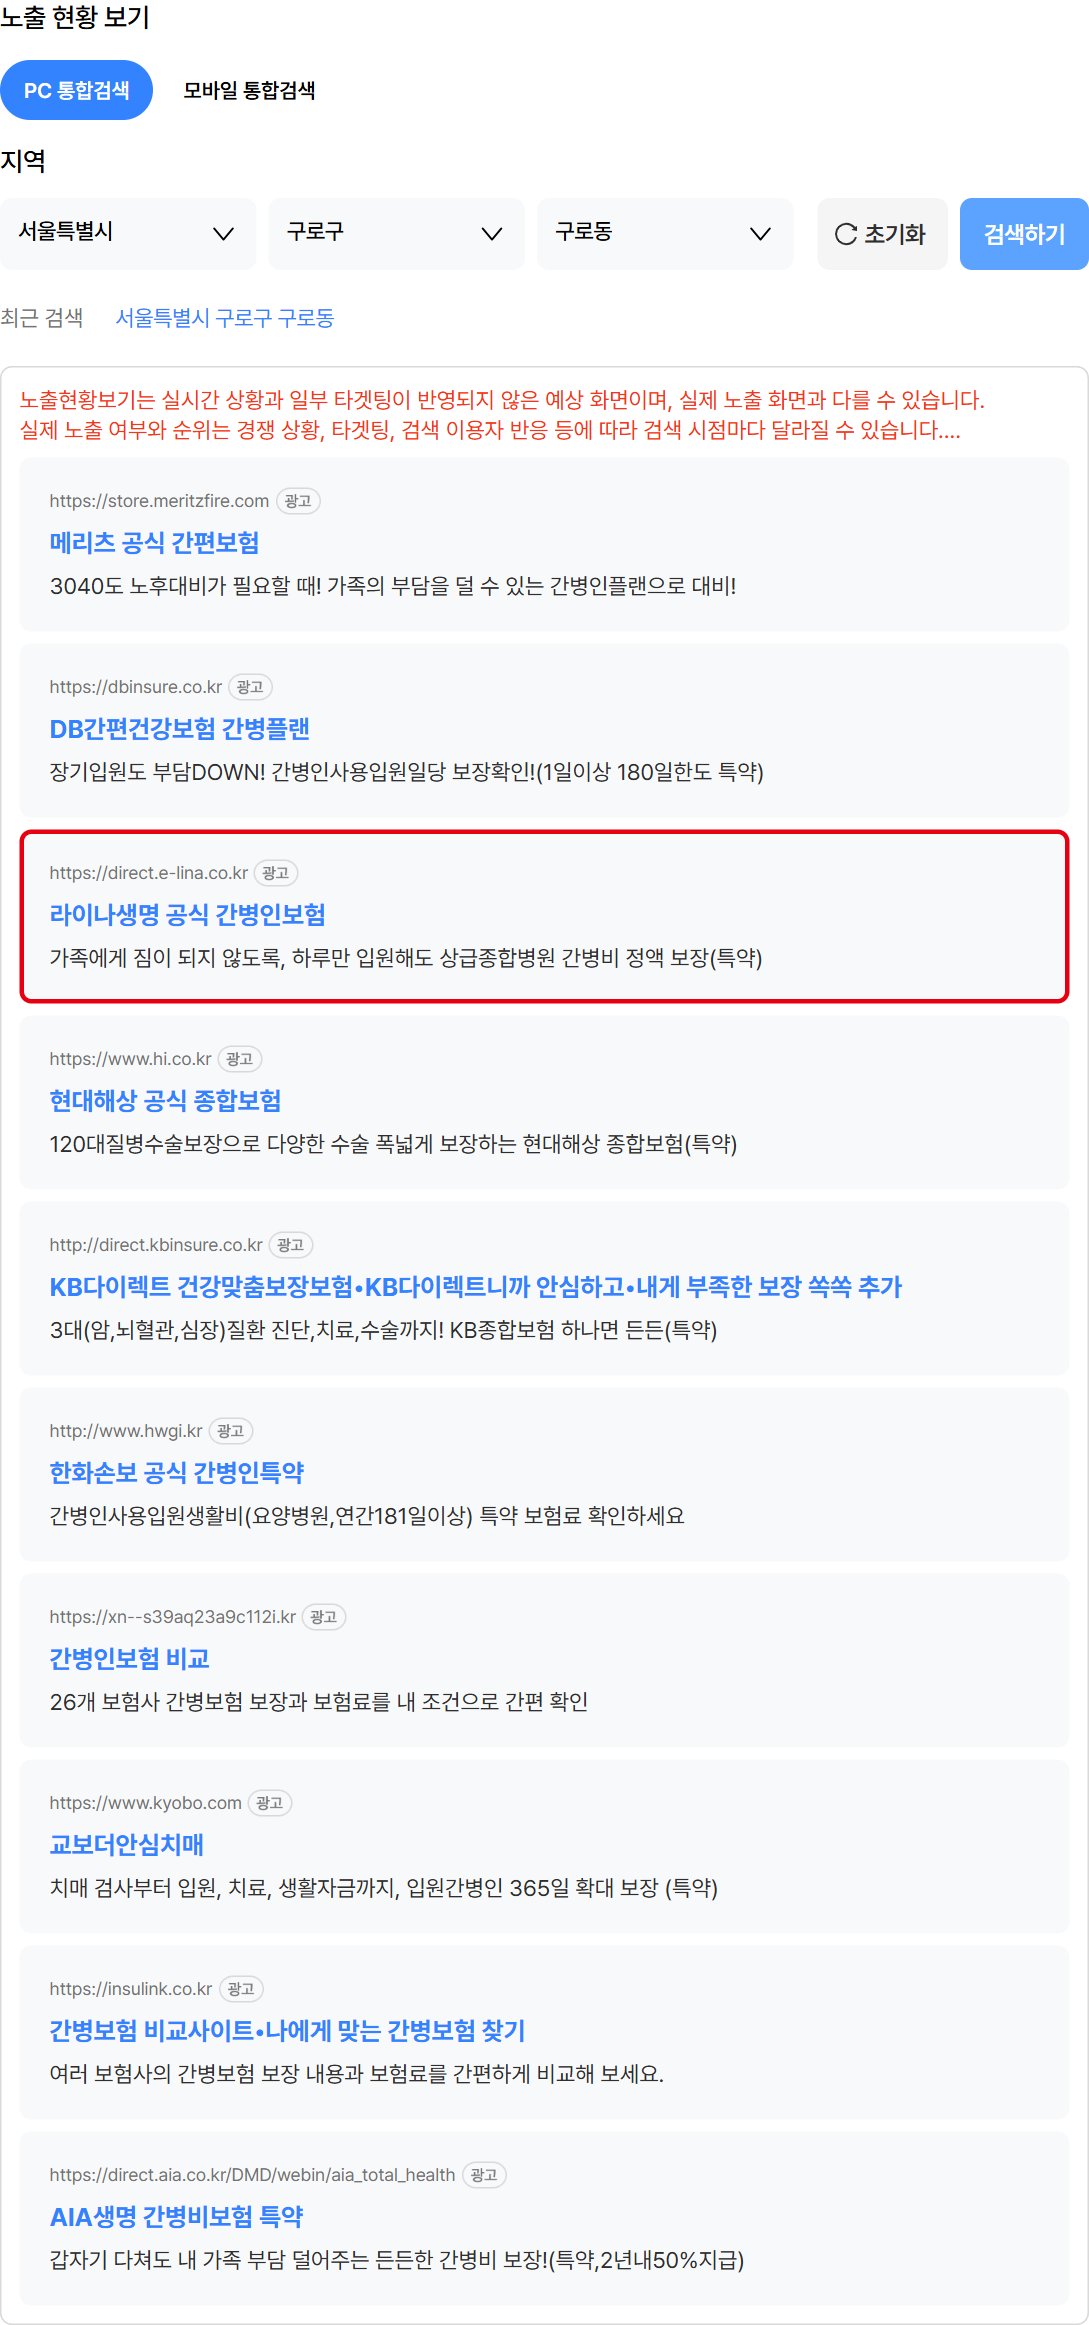 노출 현황 보기
PC 통합검색
모바일 통합검색
지역
서울특별시
구로구
구로동
초기화
검색하기
최근 검색
서울특별시 구로구 구로동
노출현황보기는 실시간 상황과 일부 타겟팅이 반영되지 않은 예상 화면이며, 실제 노출 화면과 다를 수 있습니다.
실제 노출 여부와 순위는 경쟁 상황, 타겟팅, 검색 이용자 반응 등에 따라 검색 시점마다 달라질 수 있습니다....
https://store.meritzfire.com 광고
메리츠 공식 간편보험
3040도 노후대비가 필요할 때! 가족의 부담을 덜 수 있는 간병인플랜으로 대비!
https://dbinsure.co.kr 광고
DB간편건강보험 간병플랜
장기입원도 부담DOWN! 간병인사용입원일당 보장확인!(1일이상 180일한도 특약)
https://direct.e-lina.co.kr 광고
라이나생명 공식 간병인보험
가족에게 짐이 되지 않도록, 하루만 입원해도 상급종합병원 간병비 정액 보장(특약)
https://www.hi.co.kr 광고
현대해상 공식 종합보험
120대질병수술보장으로 다양한 수술 폭넓게 보장하는 현대해상 종합보험(특약)
http://direct.kbinsure.co.kr 광고
KB다이렉트 건강맞춤보장보험•KB다이렉트니까 안심하고•내게 부족한 보장 쏙쏙 추가
3대(암,뇌혈관,심장)질환 진단,치료,수술까지! KB종합보험 하나면 든든(특약)
http://www.hwgi.kr 광고
한화손보 공식 간병인특약
간병인사용입원생활비(요양병원,연간181일이상) 특약 보험료 확인하세요
https://xn--s39aq23a9c112i.kr 광고
간병인보험 비교
26개 보험사 간병보험 보장과 보험료를 내 조건으로 간편 확인
https://www.kyobo.com 광고
교보더안심치매
치매 검사부터 입원, 치료, 생활자금까지, 입원간병인 365일 확대 보장 (특약)
https://insulink.co.kr 광고
간병보험 비교사이트•나에게 맞는 간병보험 찾기
여러 보험사의 간병보험 보장 내용과 보험료를 간편하게 비교해 보세요.
https://direct.aia.co.kr/DMD/webin/aia_total_health 광고
AIA생명 간병비보험 특약
갑자기 다쳐도 내 가족 부담 덜어주는 든든한 간병비 보장!(특약,2년내50%지급)